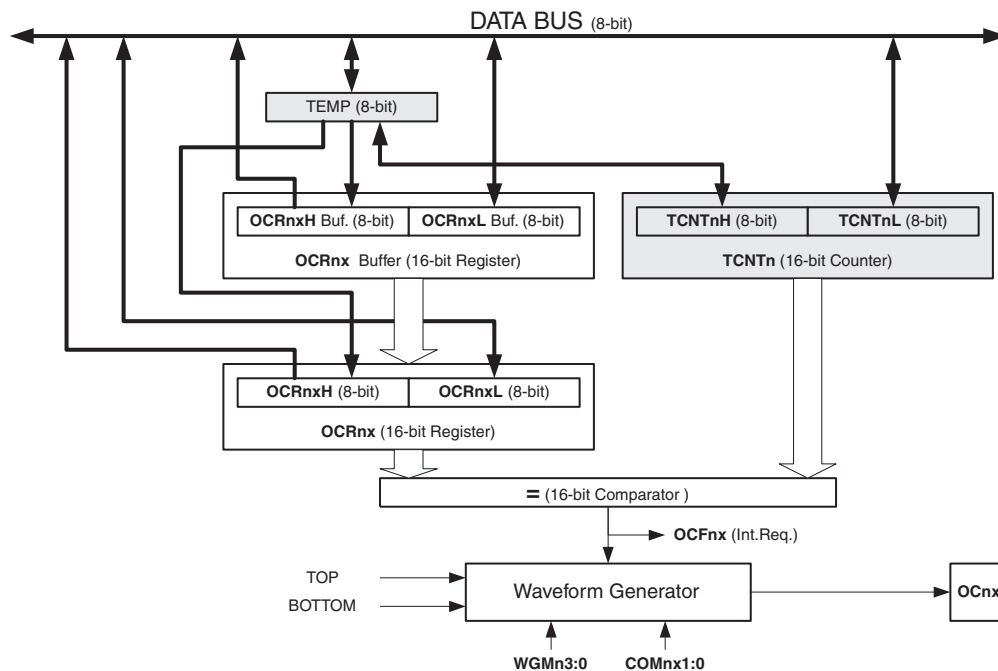 DATA BUS (8-bit)
TEMP (8-bit)
OCRnxH Buf. (8-bit)
OCRnxL Buf. (8-bit)
OCRnx Buffer (16-bit Register)
TCNTnH (8-bit)
TCNTnL (8-bit)
TCNTn (16-bit Counter)
OCRnxH (8-bit)
OCRnxL (8-bit)
OCRnx (16-bit Register)
= (16-bit Comparator )
OCFnx (Int.Req.)
TOP
BOTTOM
Waveform Generator
OCnx
WGMn3:0
COMnx1:0